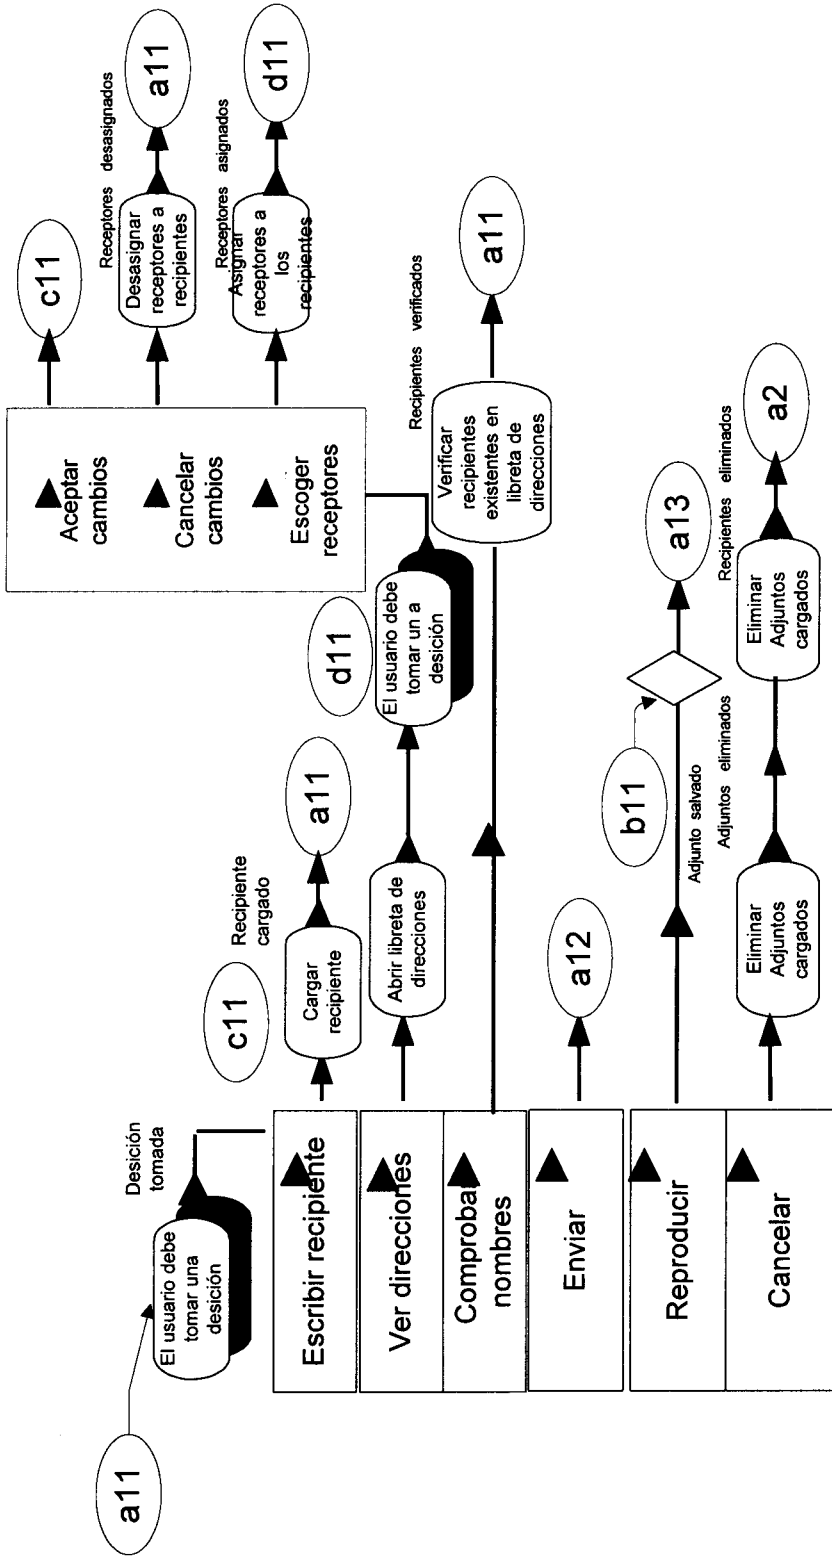 a11
El usuario debe
tomar una
desición
Desición
tomada
Escribir recipiente
c11
Cargar
recipiente
Recipiente
cargado
a11
Ver direcciones
Abrir libreta de
direcciones
d11
El usuario debe
tomar un a
desición
Aceptar
cambios
c11
Cancelar
cambios
Desasignar
receptores a
recipientes
Receptores desasignados
a11
Escoger
receptores
Asignar
receptores a
los
recipientes
Receptores asignados
d11
Comprobar
nombres
Verificar
recipientes
existentes en
libreta de
direcciones
Recipientes verificados
a11
Enviar
a12
Reproducir
Adjunto salvado
b11
a13
Cancelar
Eliminar
Adjuntos
cargados
Adjuntos eliminados
Eliminar
Adjuntos
cargados
Recipientes eliminados
a2